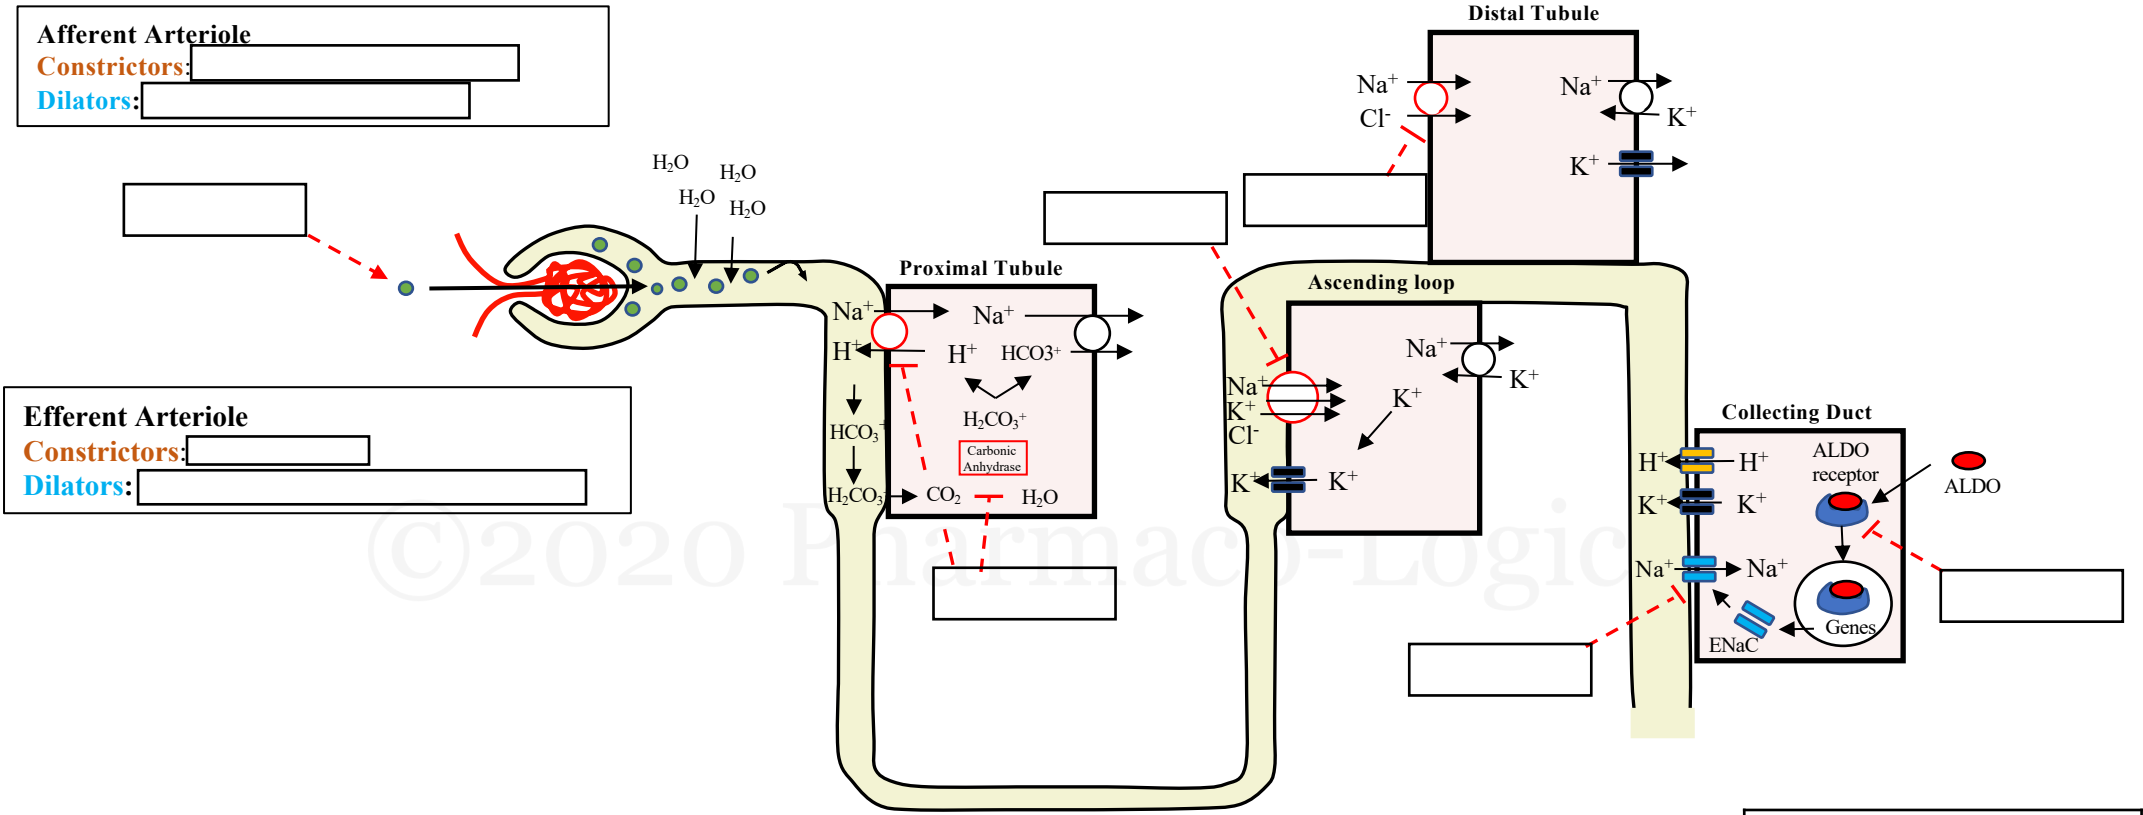 Afferent Arteriole
Constrictors:
Dilators:
Distal Tubule
Na⁺
Cl⁻
Na⁺
K⁺
K⁺
H₂O
H₂O
H₂O
H₂O
Proximal Tubule
Na⁺
H⁺
Na⁺
H⁺
HCO3⁺
H₂CO₃⁺
Carbonic
Anhydrase
HCO₃⁺
H₂CO₃
CO₂
H₂O
Ascending loop
Na⁺
K⁺
Cl⁻
K⁺
Na⁺
K⁺
K⁺
K⁺
Efferent Arteriole
Constrictors:
Dilators:
Collecting Duct
H⁺
H⁺
K⁺
K⁺
Na⁺
Na⁺
ALDO
receptor
ALDO
Genes
ENaC
©2020 Pharmaco-Logic